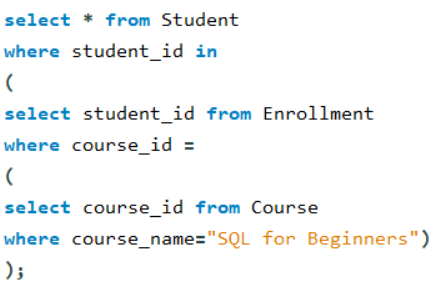 select * from Student
where student_id in
(
select student_id from Enrollment
where course_id =
(
select course_id from Course
where course_name="SQL for Beginners")
);